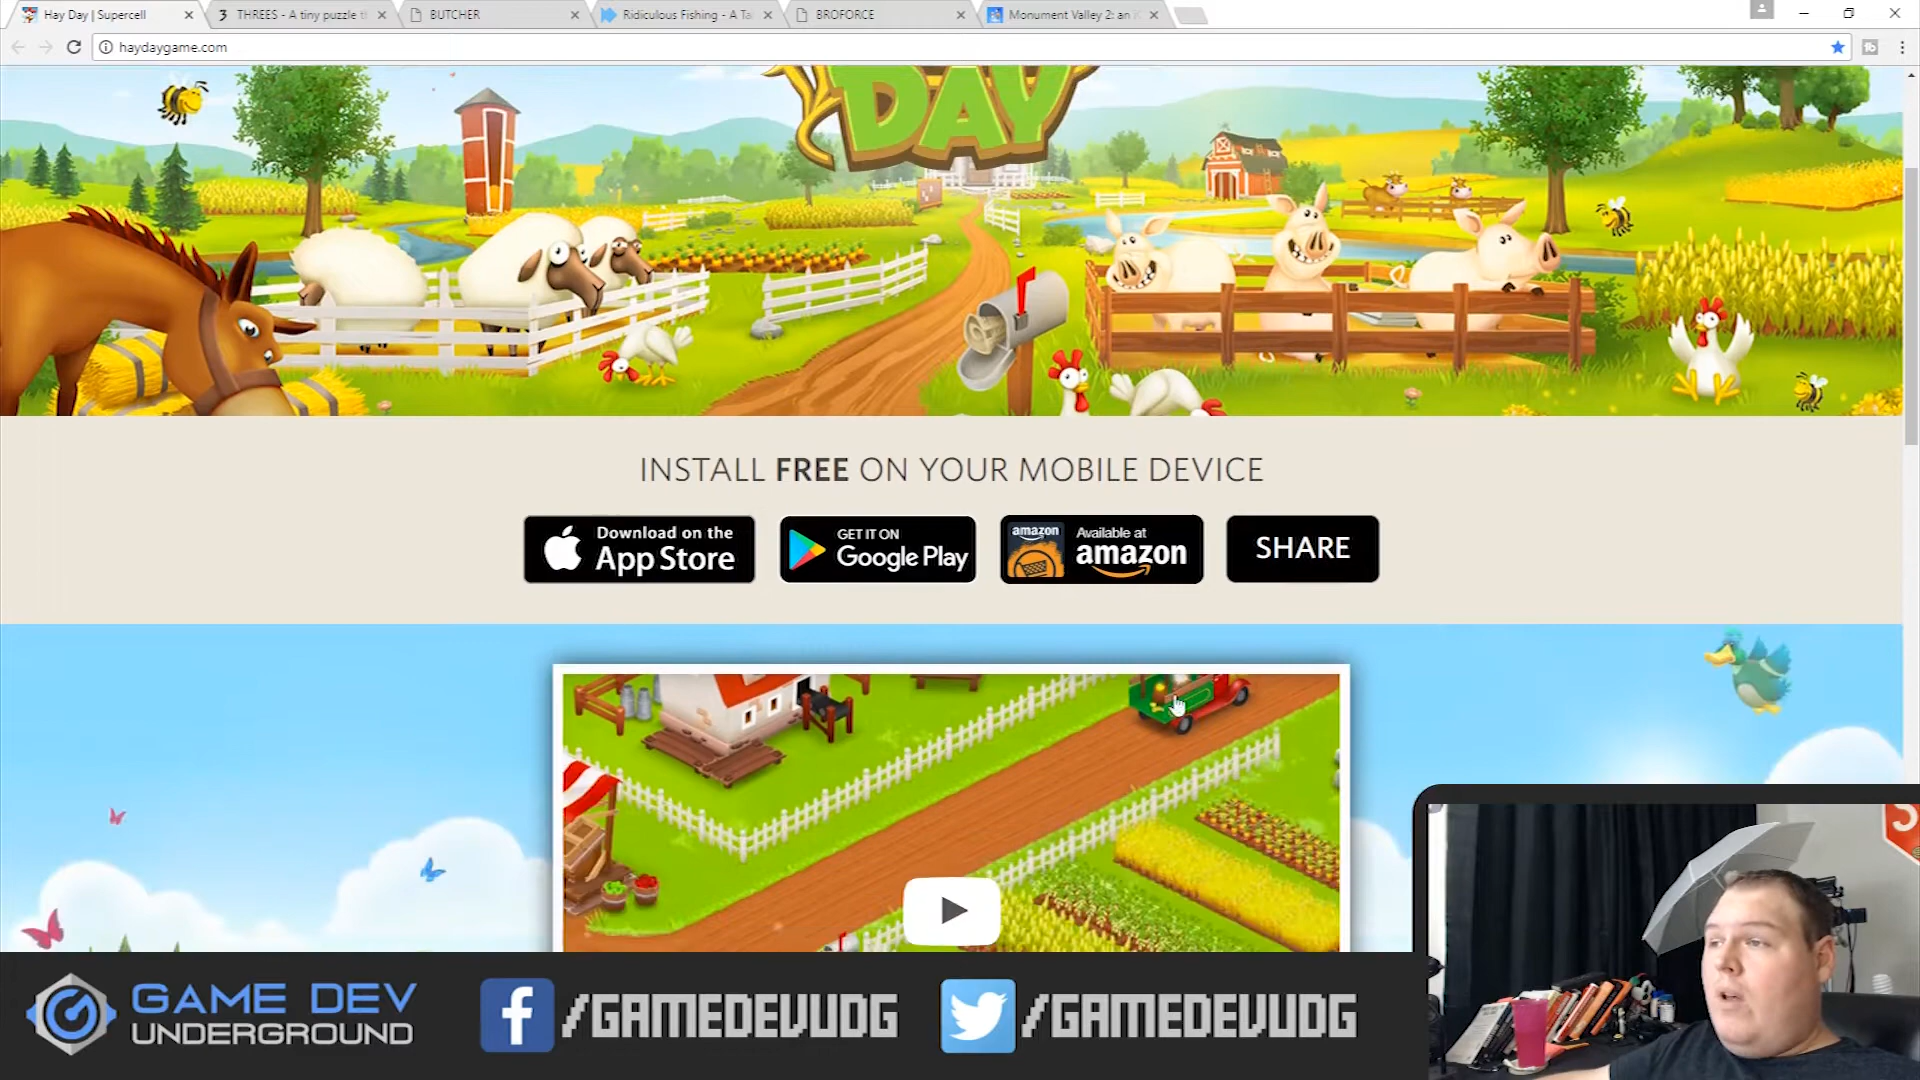 Hay Day | Supercell
THREES - A tiny puzzle t
BUTCHER
Ridiculous Fishing - A Ta
BROFORCE
Monument Valley 2: an
haydaygame.com
DAY
INSTALL FREE ON YOUR MOBILE DEVICE
Download on the
App Store
GET IT ON
Google Play
amazon
Available at
amazon
SHARE
GAME DEV
UNDERGROUND
f /GAMEDEVUDG
/GAMEDEVUDG